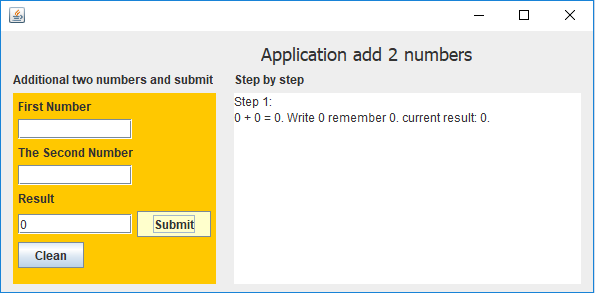 Application add 2 numbers
Additional two numbers and submit
Step by step
First Number
The Second Number
Result
0
Submit
Clean
Step 1:
0 + 0 = 0. Write 0 remember 0. current result: 0.